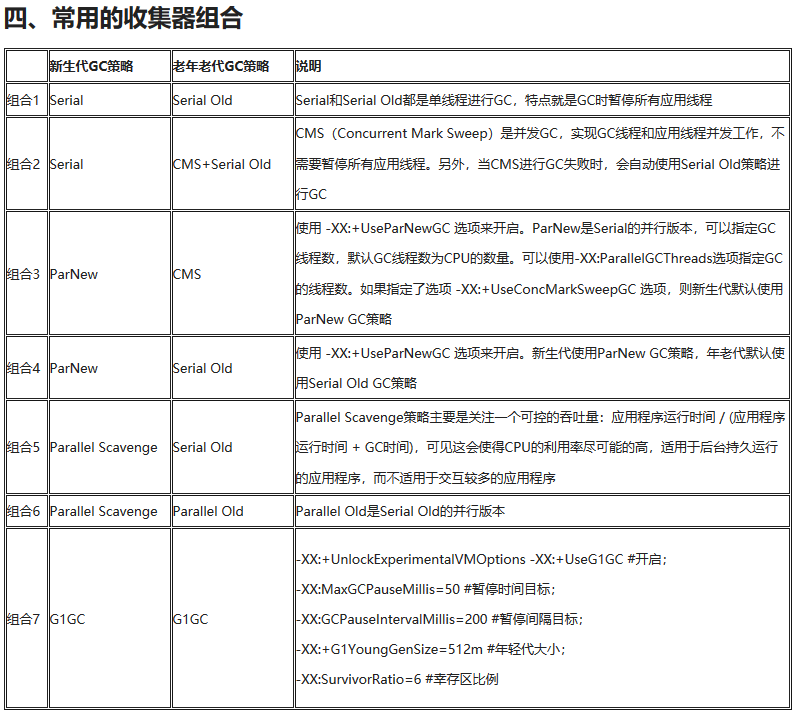 四、常用的收集器组合
新生代GC策略 老年老代GC策略 说明
组合1 Serial Serial Old Serial和Serial Old都是单线程进行GC，特点就是GC时暂停所有应用线程
组合2 Serial CMS+Serial Old CMS（Concurrent Mark Sweep）是并发GC，实现GC线程和应用线程并发工作，不
需要暂停所有应用线程。另外，当CMS进行GC失败时，会自动使用Serial Old策略进
行GC
组合3 ParNew CMS 使用 -XX:+UseParNewGC 选项来开启。ParNew是Serial的并行版本，可以指定GC
线程数，默认GC线程数为CPU的数量。可以使用-XX:ParallelGCThreads选项指定GC
的线程数。如果指定了选项 -XX:+UseConcMarkSweepGC 选项，则新生代默认使用
ParNew GC策略
组合4 ParNew Serial Old 使用 -XX:+UseParNewGC 选项来开启。新生代使用ParNew GC策略，年老代默认使
用Serial Old GC策略
组合5 Parallel Scavenge Serial Old Parallel Scavenge策略主要是关注一个可控的吞吐量：应用程序运行时间 / (应用程序
运行时间 + GC时间)，可见这会使得CPU的利用率尽可能的高，适用于后台持久运行
的应用程序，而不适用于交互较多的应用程序
组合6 Parallel Scavenge Parallel Old Parallel Old是Serial Old的并行版本
组合7 G1GC G1GC -XX:+UnlockExperimentalVMOptions -XX:+UseG1GC #开启；
-XX:MaxGCPauseMillis=50 #暂停时间目标；
-XX:GCPauseIntervalMillis=200 #暂停间隔目标；
-XX:+G1YoungGenSize=512m #年轻代大小；
-XX:SurvivorRatio=6 #幸存区比例